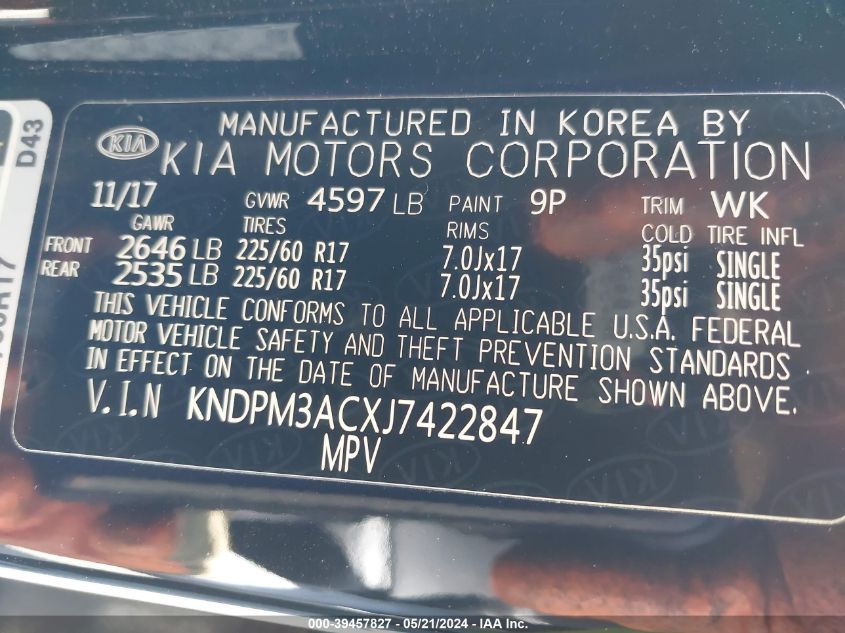 D43
KIA
MANUFACTURED IN KOREA BY
KIA MOTORS CORPORATION
11/17 GVWR 4597 LB PAINT 9P TRIM WK
GAWR TIRES RIMS COLD TIRE INFL
FRONT 2646 LB 225/60 R17 7.0Jx17 35psi SINGLE
REAR 2535 LB 225/60 R17 7.0Jx17 35psi SINGLE
THIS VEHICLE CONFORMS TO ALL APPLICABLE U.S.A. FEDERAL
MOTOR VEHICLE SAFETY AND THEFT PREVENTION STANDARDS
IN EFFECT ON THE DATE OF MANUFACTURE SHOWN ABOVE.
V.I.N KNDPM3ACXJ7422847
MPV
000-39457827 - 05/21/2024 - IAAI Inc.